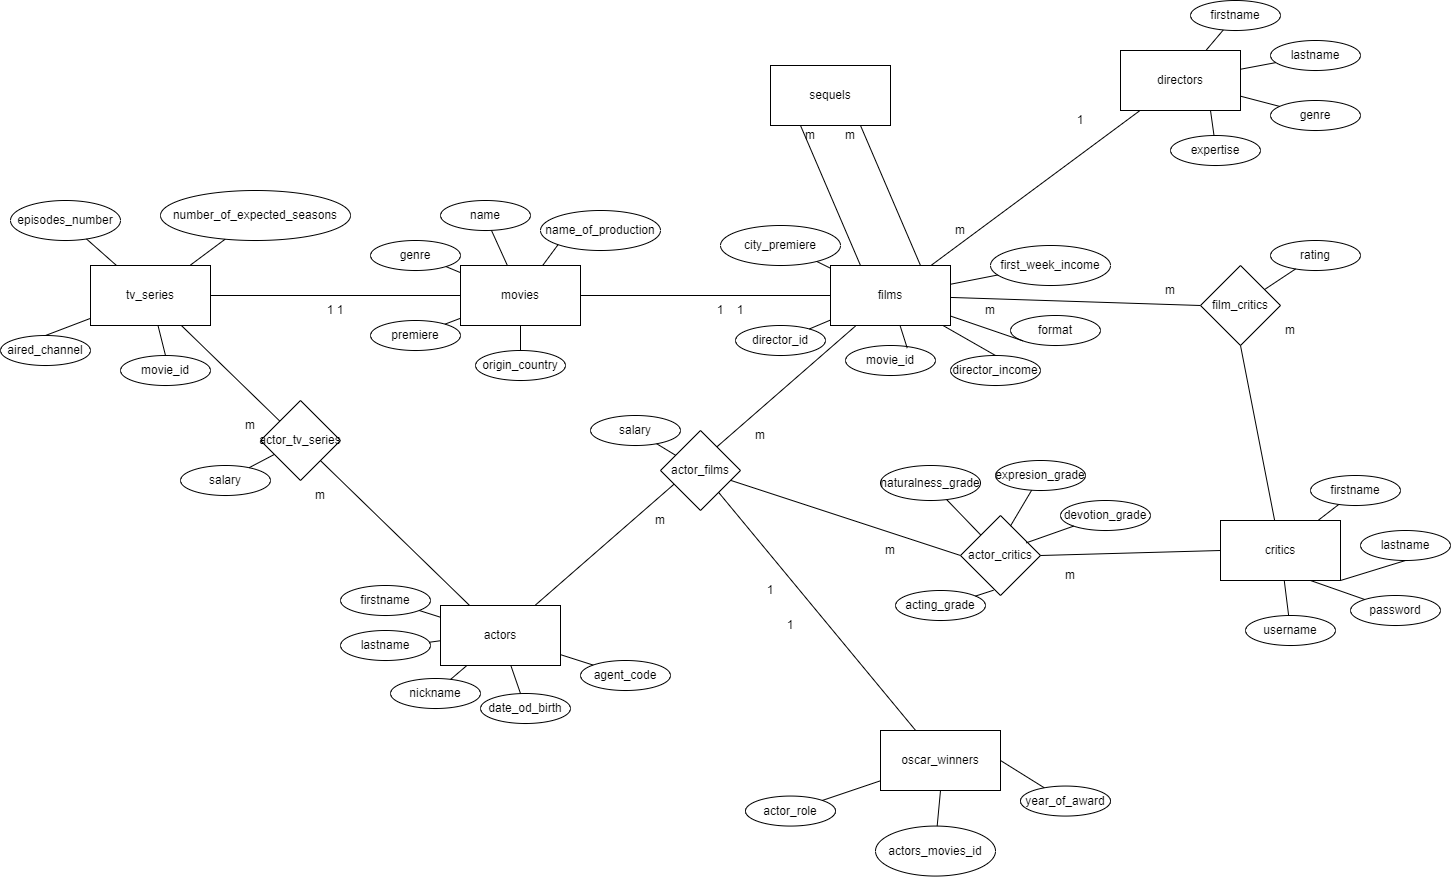 firstname
lastname
directors
sequels
genre
1
m
m
expertise
episodes_number
number_of_expected_seasons
name
name_of_production
city_premiere
m
genre
first_week_income
rating
tv_series
movies
films
m
film_critics
1 1
1
1
m
m
aired_channel
premiere
director_id
format
movie_id
origin_country
movie_id
director_income
m
actor_tv_series
salary
m
salary
m
actor_films
naturalness_grade
expresion_grade
firstname
m
m
devotion_grade
lastname
critics
m
actor_critics
m
firstname
1
acting_grade
password
lastname
actors
1
username
nickname
agent_code
date_od_birth
oscar_winners
actor_role
year_of_award
actors_movies_id